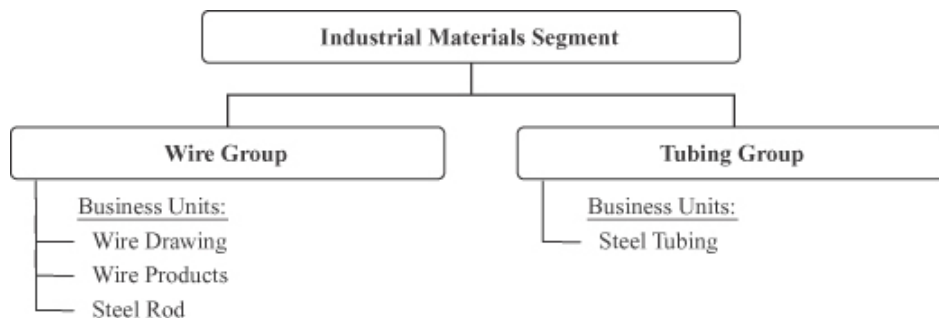 Industrial Materials Segment
Wire Group
Business Units:
Wire Drawing
Wire Products
Steel Rod
Tubing Group
Business Units:
Steel Tubing